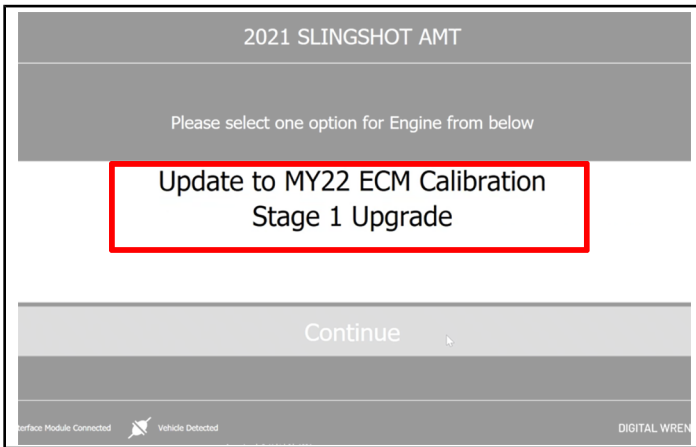 2021 SLINGSHOT AMT
Please select one option for Engine from below
Update to MY22 ECM Calibration
Stage 1 Upgrade
Continue
terface Module Connected Vehicle Detected DIGITAL WREN